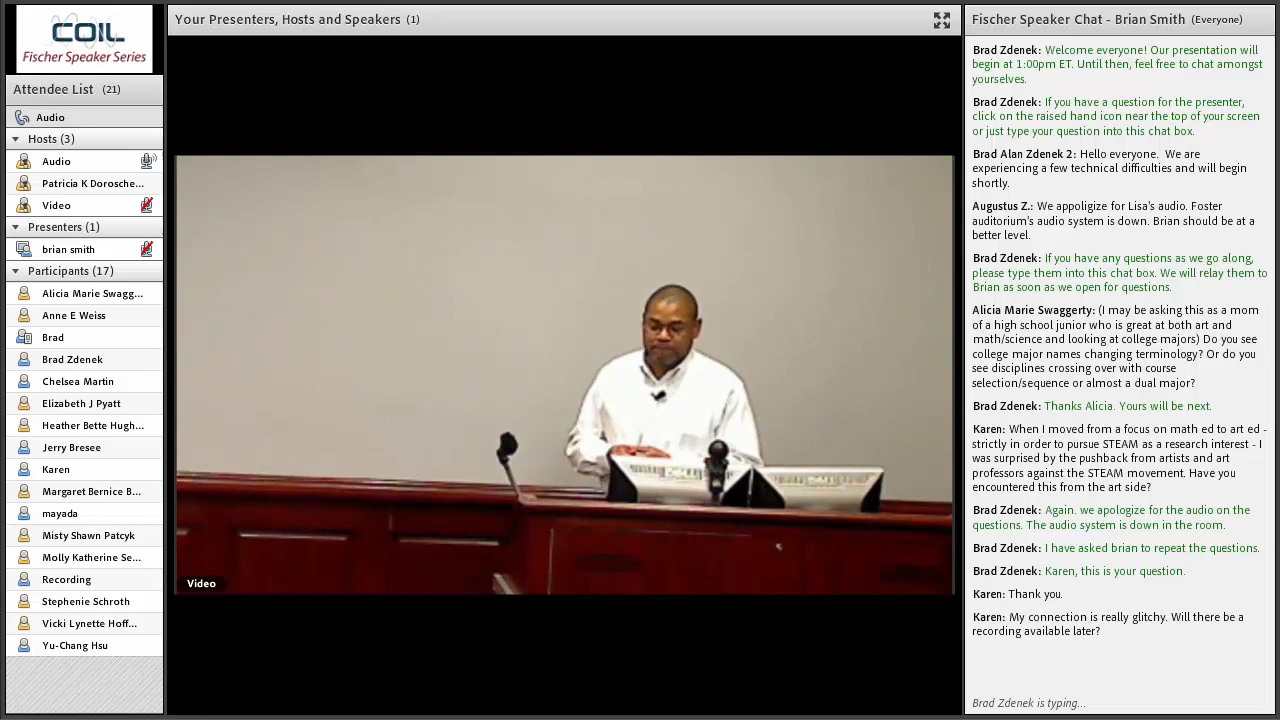 COIL
Fischer Speaker Series
Attendee List (21)
Audio
Hosts (3)
Audio
Patricia K Dorosche...
Video
Presenters (1)
brian smith
Participants (17)
Alicia Marie Swagg...
Anne E Weiss
Brad
Brad Zdenek
Chelsea Martin
Elizabeth J Pyatt
Heather Bette Hugh...
Jerry Bresee
Karen
Margaret Bernice B...
mayada
Misty Shawn Patcyk
Molly Katherine Se...
Recording
Stephenie Schroth
Vicki Lynette Hoff...
Yu-Chang Hsu
Your Presenters, Hosts and Speakers (1)
Video
Fischer Speaker Chat - Brian Smith (Everyone)
Brad Zdenek: Welcome everyone! Our presentation will
begin at 1:00pm ET. Until then, feel free to chat amongst
yourselves.
Brad Zdenek: If you have a question for the presenter,
click on the raised hand icon near the top of your screen
or just type your question into this chat box.
Brad Alan Zdenek 2: Hello everyone. We are
experiencing a few technical difficulties and will begin
shortly.
Augustus Z.: We appoligize for Lisa's audio. Foster
auditorium's audio system is down. Brian should be at a
better level.
Brad Zdenek: If you have any questions as we go along,
please type them into this chat box. We will relay them to
Brian as soon as we open for questions.
Alicia Marie Swaggerty: (I may be asking this as a mom
of a high school junior who is great at both art and
math/science and looking at college majors) Do you see
college major names changing terminology? Or do you
see disciplines crossing over with course
selection/sequence or almost a dual major?
Brad Zdenek: Thanks Alicia. Yours will be next.
Karen: When I moved from a focus on math ed to art ed -
strictly in order to pursue STEAM as a research interest - I
was surprised by the pushback from artists and art
professors against the STEAM movement. Have you
encountered this from the art side?
Brad Zdenek: Again. we apologize for the audio on the
questions. The audio system is down in the room.
Brad Zdenek: I have asked brian to repeat the questions.
Brad Zdenek: Karen, this is your question.
Karen: Thank you.
Karen: My connection is really glitchy. Will there be a
recording available later?
Brad Zdenek is typing...